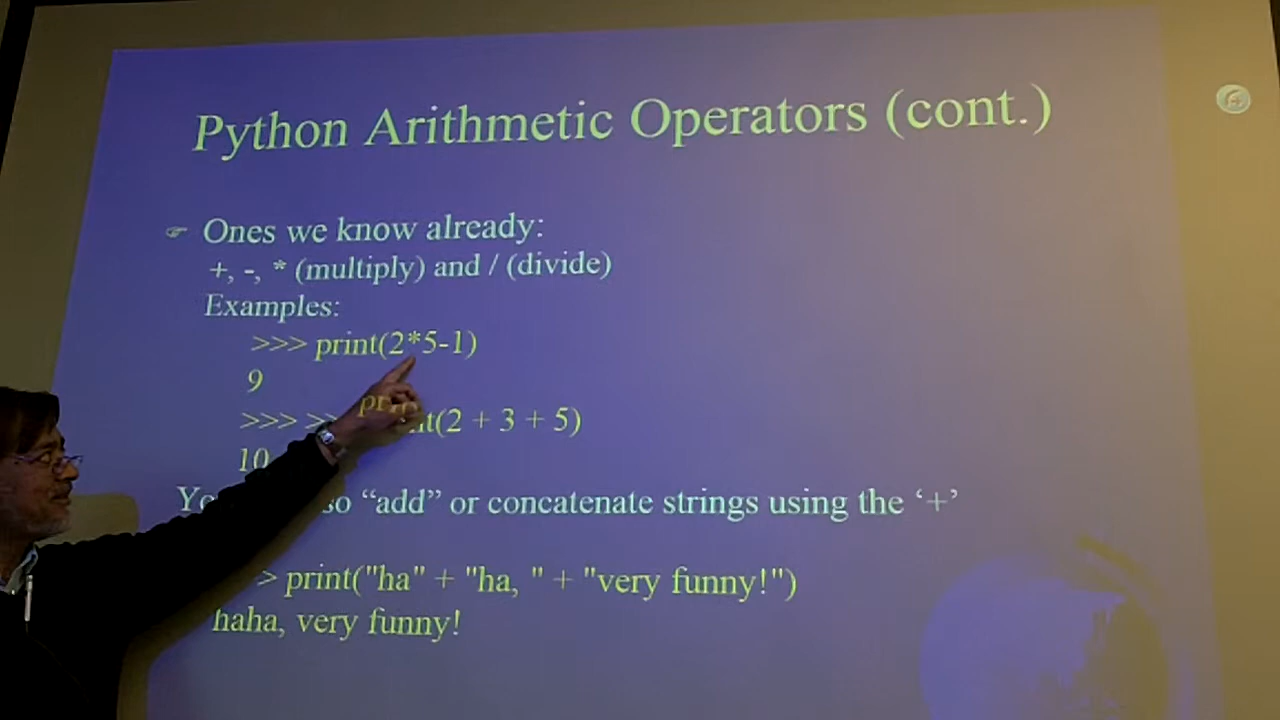 Python Arithmetic Operators (cont.)
☞ Ones we know already:
+, -, * (multiply) and / (divide)
Examples:
>>> print(2*5-1)
9
>>> >> print(2 + 3 + 5)
10
so “add” or concatenate strings using the ‘+’
> print("ha" + "ha, " + "very funny!")
haha, very funny!